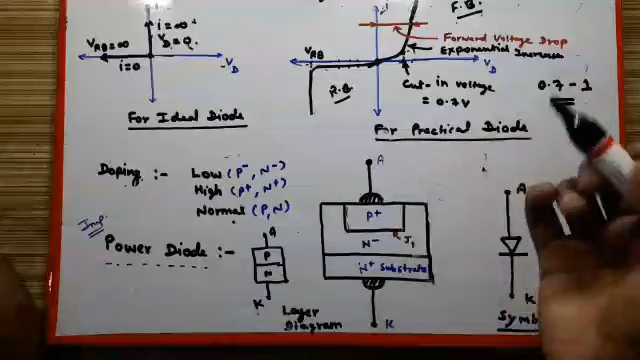 i
i = ∞
V_D = 0
V_AB = ∞
i = 0
V_D
For Ideal Diode
i
F.B.
Forward Voltage Drop
Exponential Increase
V_AB
V_D
R.B
Cut-in voltage
= 0.7V
0.7 - 1
For Practical Diode
Doping :- Low (P⁻, N⁻)
High (P⁺, N⁺)
Normal (P, N)
Imp
Power Diode :-
A
P
N
K
Layer
Diagram
A
P+
J₁
N⁻
N⁺ Substrate
K
A
K
Symb